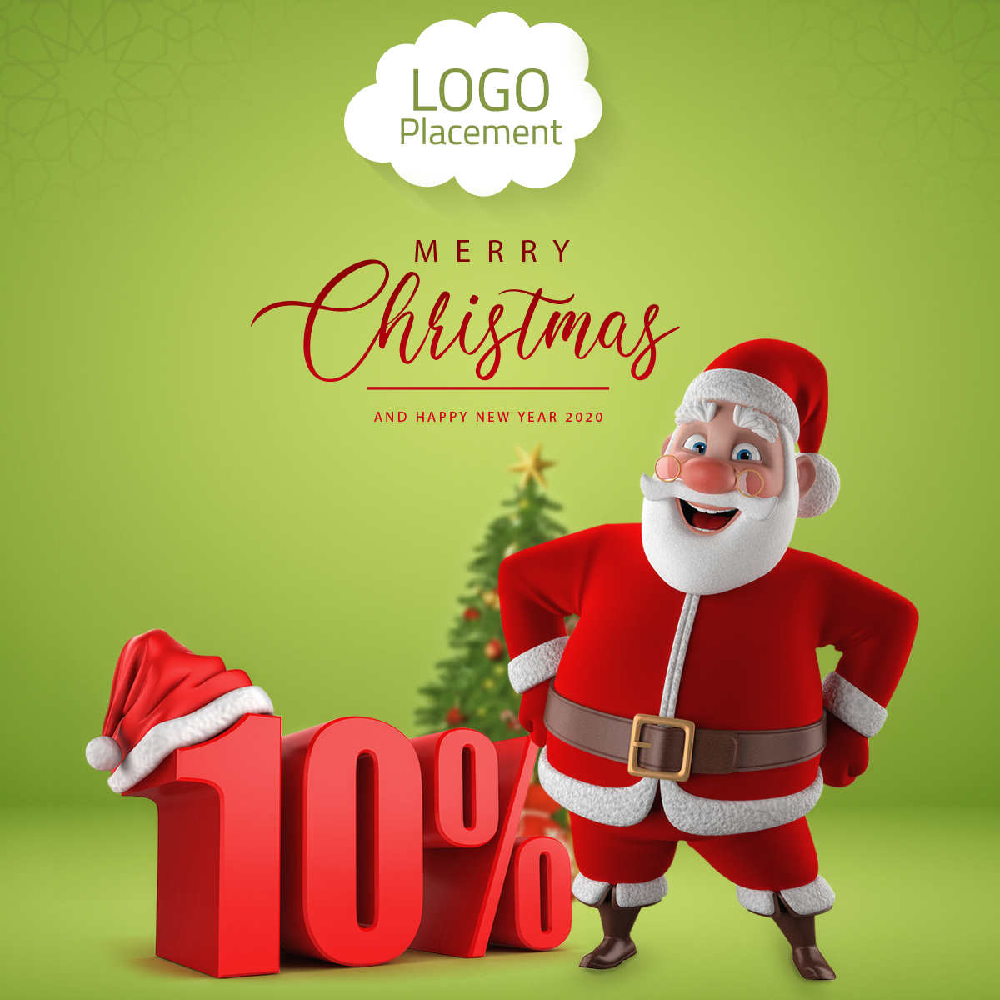 LOGO
Placement
MERRY
Christmas
AND HAPPY NEW YEAR 2020
10%